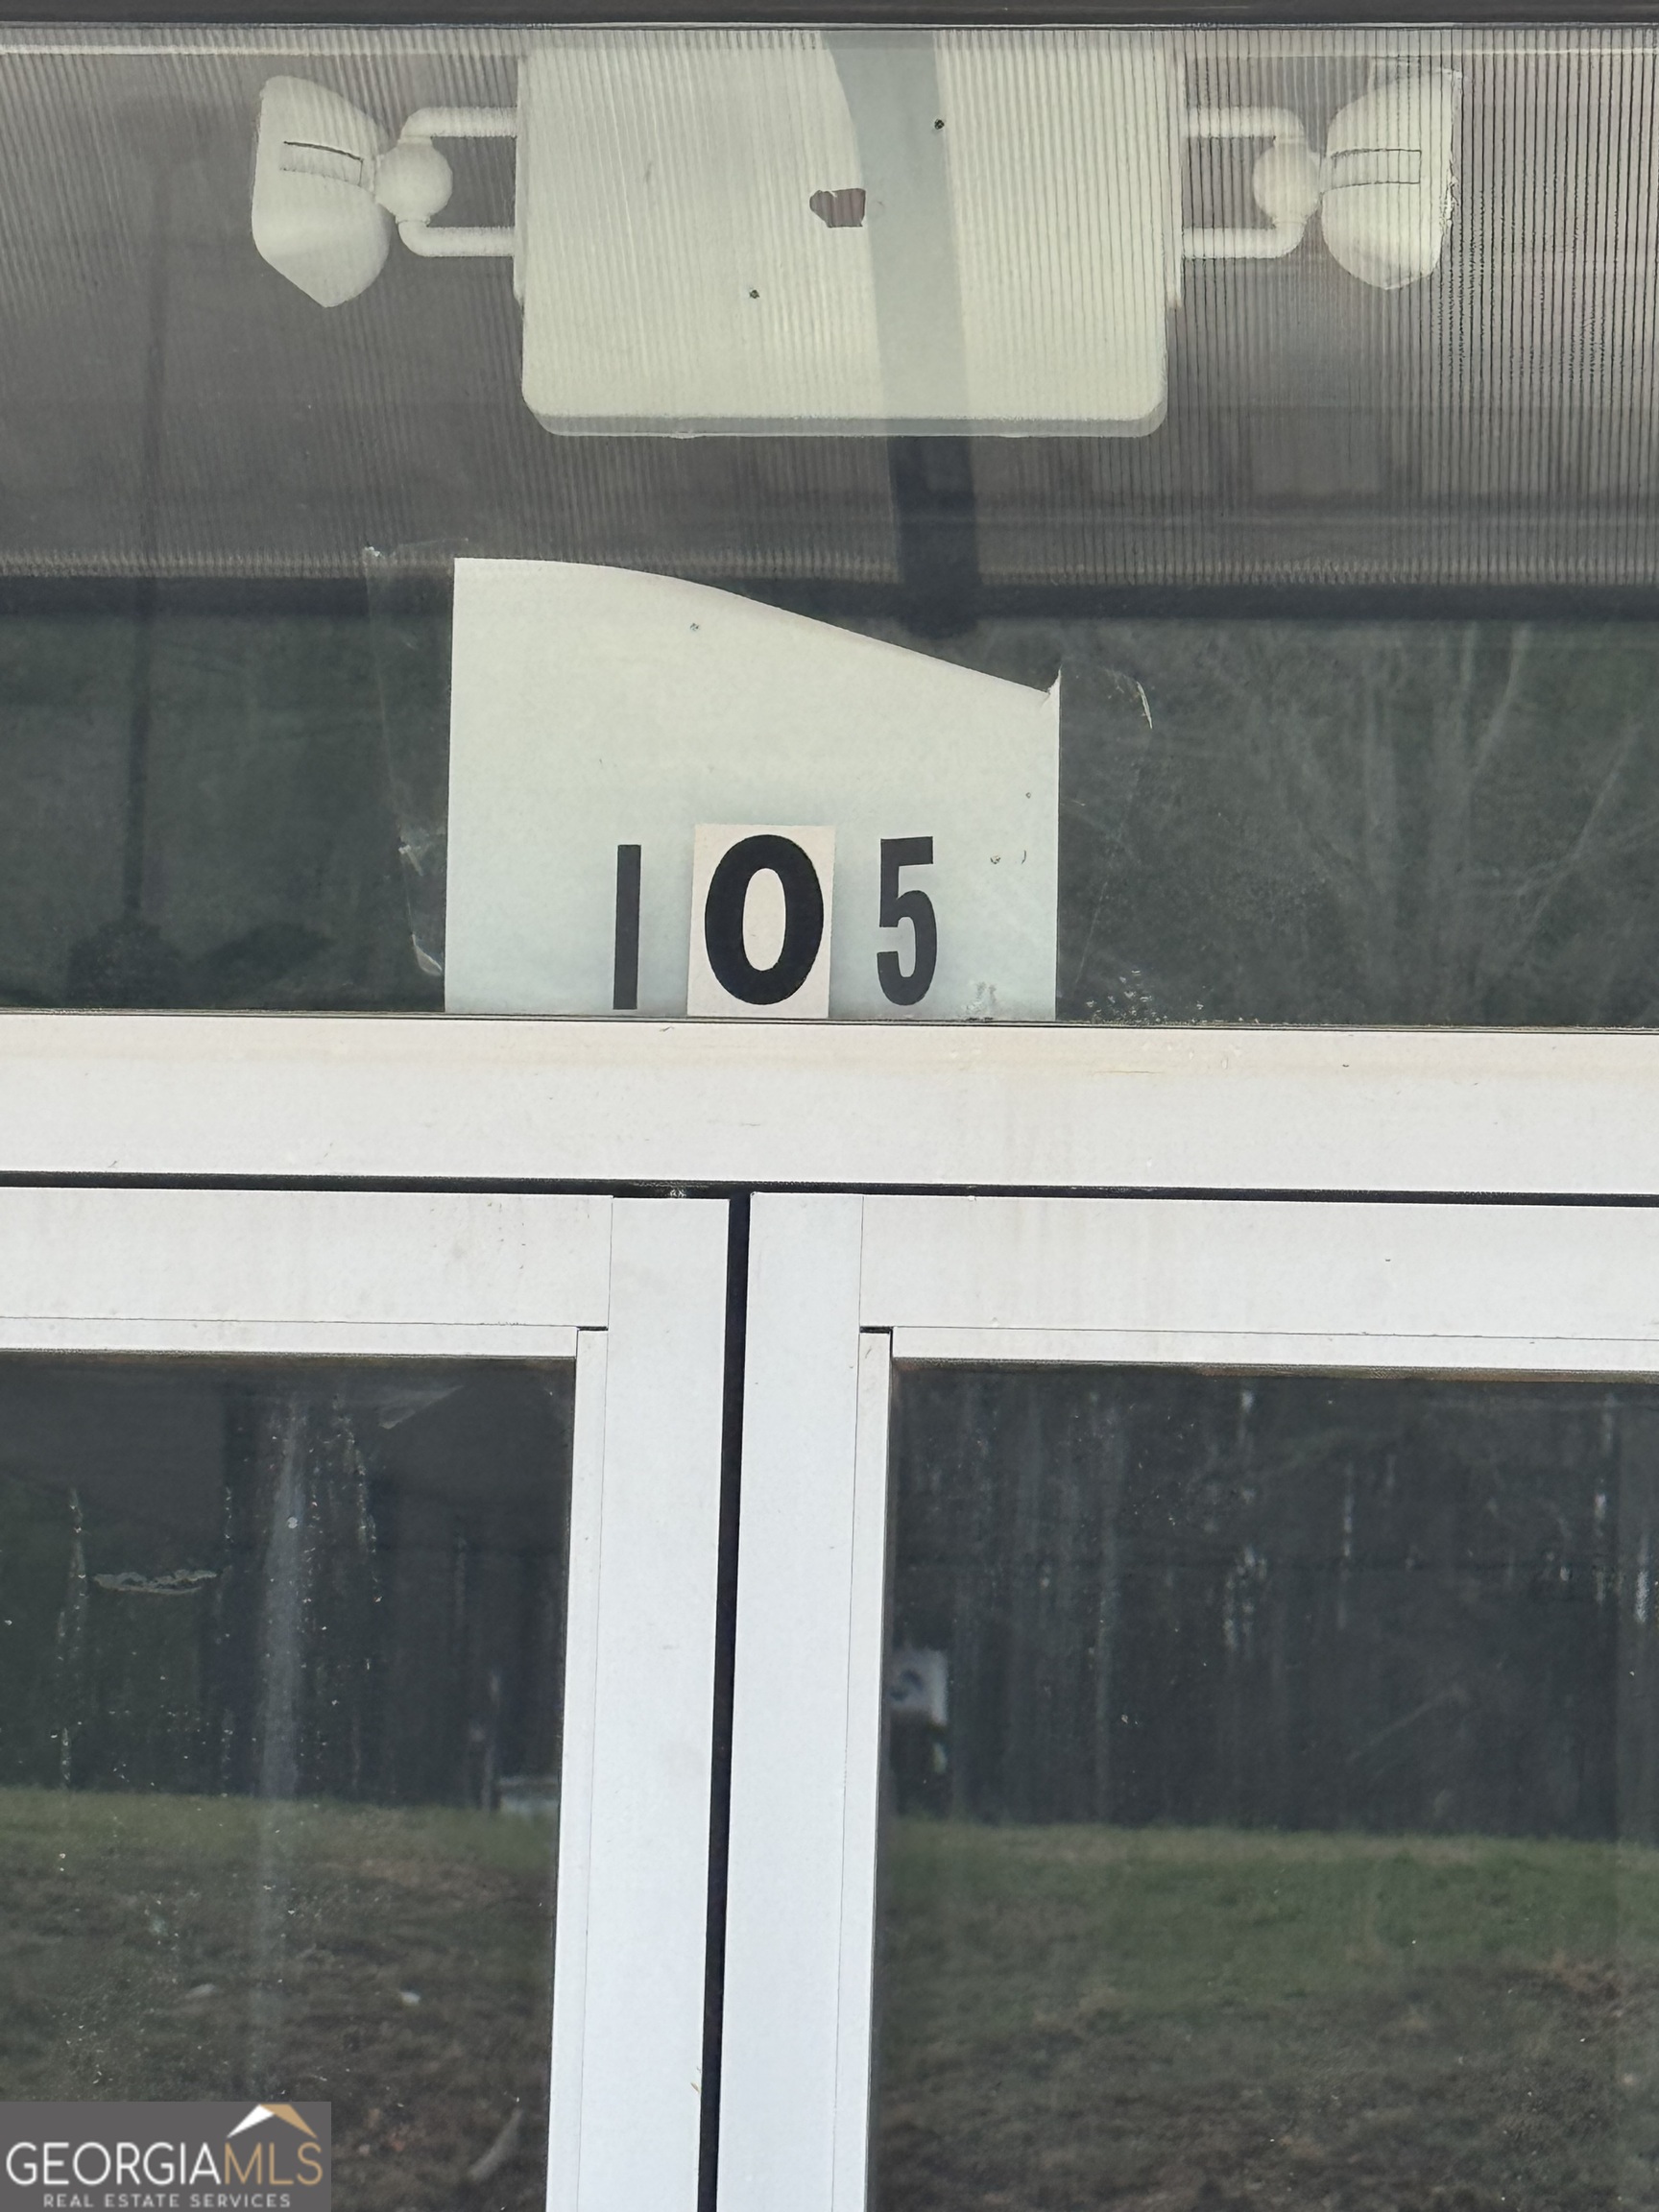 105
GEORGIAMLS
REAL ESTATE SERVICES